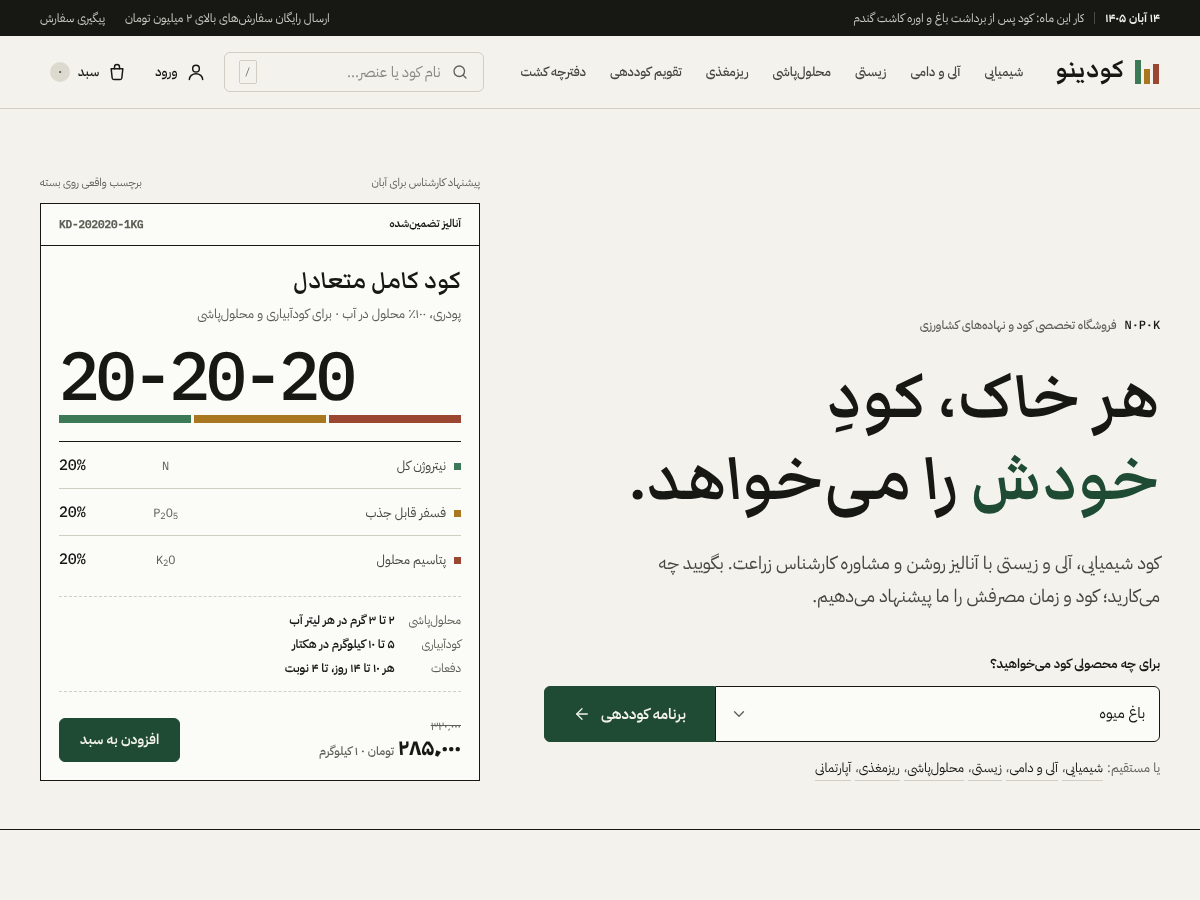 ۱۴ آبان ۱۴۰۵
کار این ماه: کود پس از برداشت باغ و اوره کاشت گندم
ارسال رایگان سفارش‌های بالای ۲ میلیون تومان
پیگیری سفارش
کودینو
شیمیایی
آلی و دامی
زیستی
محلول‌پاشی
ریزمغذی
تقویم کوددهی
دفترچه کشت
نام کود یا عنصر...
/
ورود
سبد
۰
N·P·K فروشگاه تخصصی کود و نهاده‌های کشاورزی
هر خاک، کودِ
خودش را می‌خواهد.
کود شیمیایی، آلی و زیستی با آنالیز روشن و مشاوره کارشناس زراعت. بگویید چه
می‌کارید؛ کود و زمان مصرفش را ما پیشنهاد می‌دهیم.
برای چه محصولی کود می‌خواهید؟
باغ میوه
برنامه کوددهی
یا مستقیم: شیمیایی، آلی و دامی، زیستی، محلول‌پاشی، ریزمغذی، آپارتمانی
پیشنهاد کارشناس برای آبان
برچسب واقعی روی بسته
آنالیز تضمین‌شده
KD-202020-1KG
کود کامل متعادل
پودری، ۱۰۰٪ محلول در آب · برای کودآبیاری و محلول‌پاشی
20-20-20
نیتروژن کل N 20%
فسفر قابل جذب P₂O₅ 20%
پتاسیم محلول K₂O 20%
محلول‌پاشی ۲ تا ۳ گرم در هر لیتر آب
کودآبیاری ۵ تا ۱۰ کیلوگرم در هکتار
دفعات هر ۱۰ تا ۱۴ روز، تا ۴ نوبت
۳۲۰٬۰۰۰
۲۸۵٬۰۰۰ تومان · ۱ کیلوگرم
افزودن به سبد